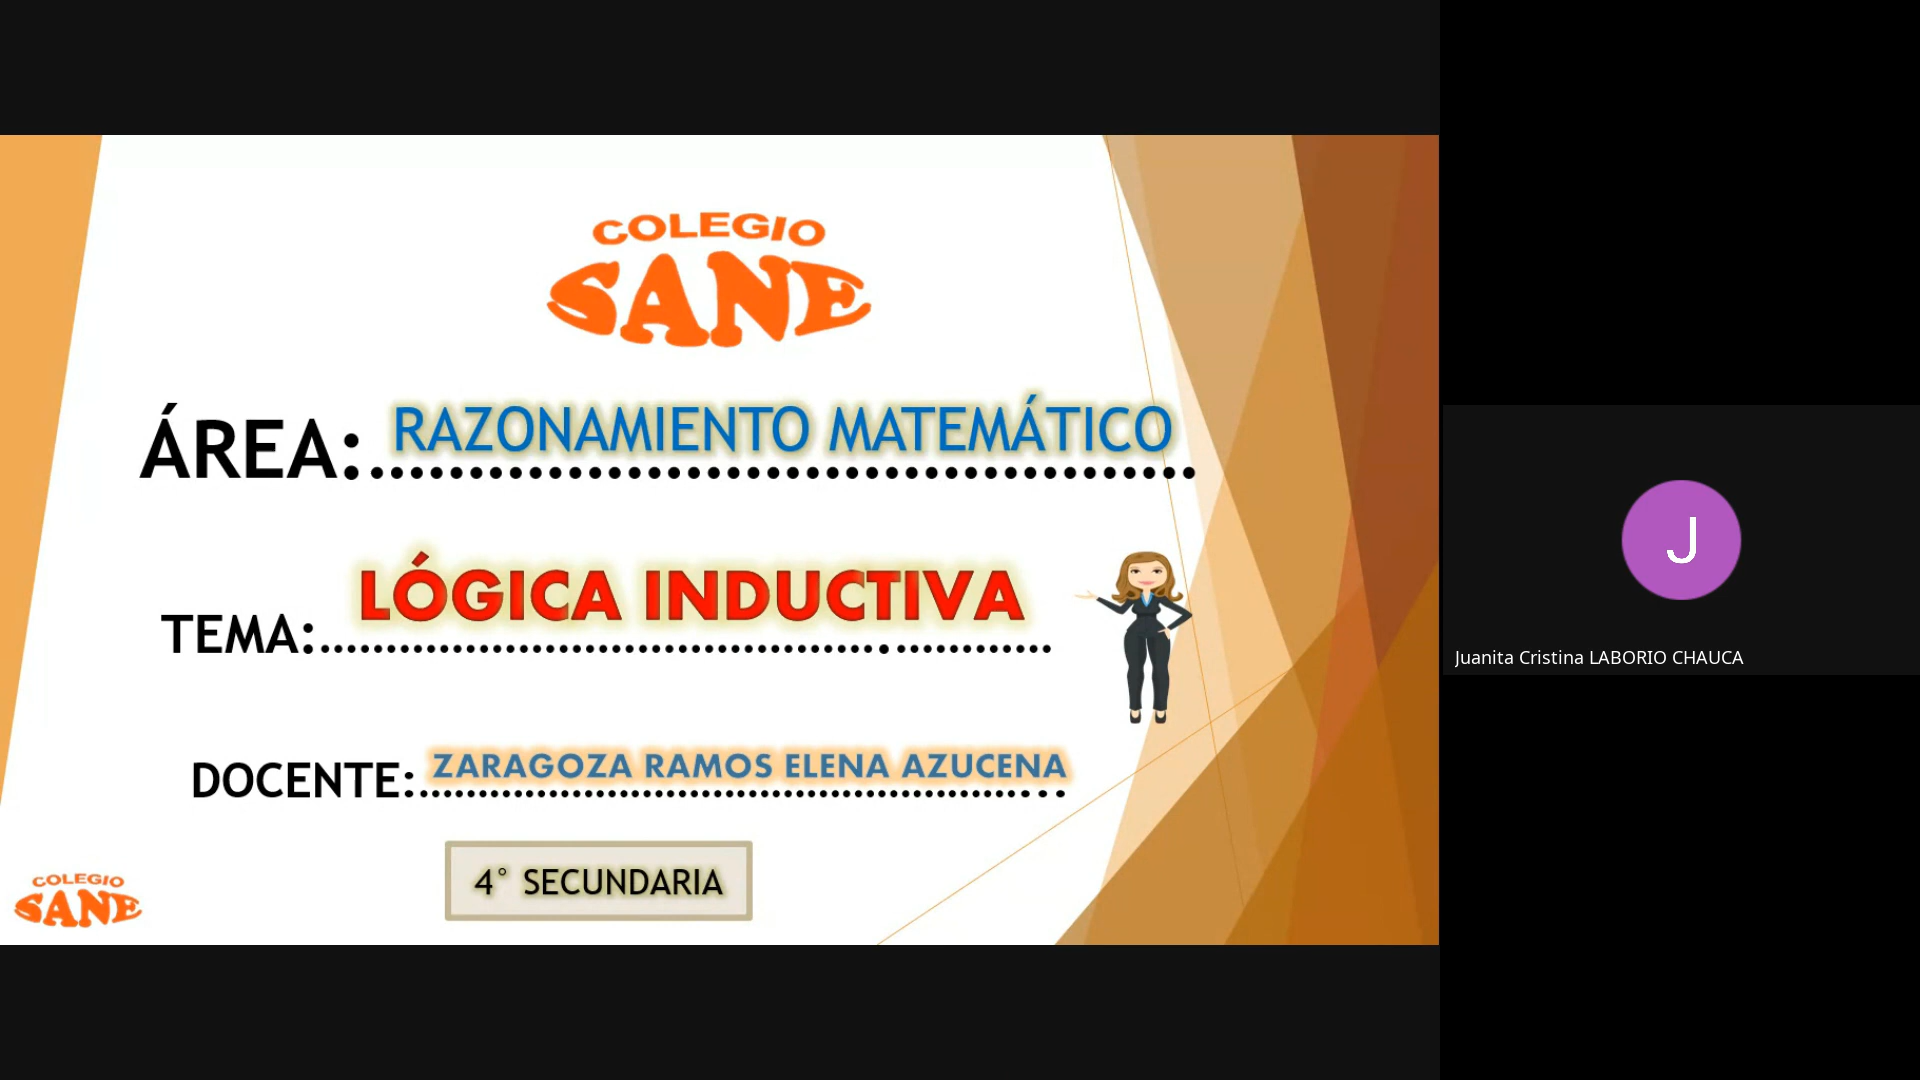 COLEGIO
SANE
ÁREA:................................................RAZONAMIENTO MATEMÁTICO
TEMA:................................................LÓGICA INDUCTIVA
DOCENTE:................................................ZARAGOZA RAMOS ELENA AZUCENA
4° SECUNDARIA
COLEGIO
SANE
J
Juanita Cristina LABORIO CHAUCA